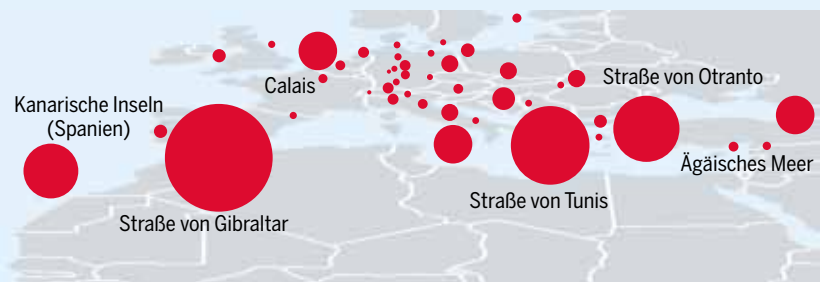 Calais
Straße von Otranto
Kanarische Inseln
(Spanien)
Ägäisches Meer
Straße von Tunis
Straße von Gibraltar